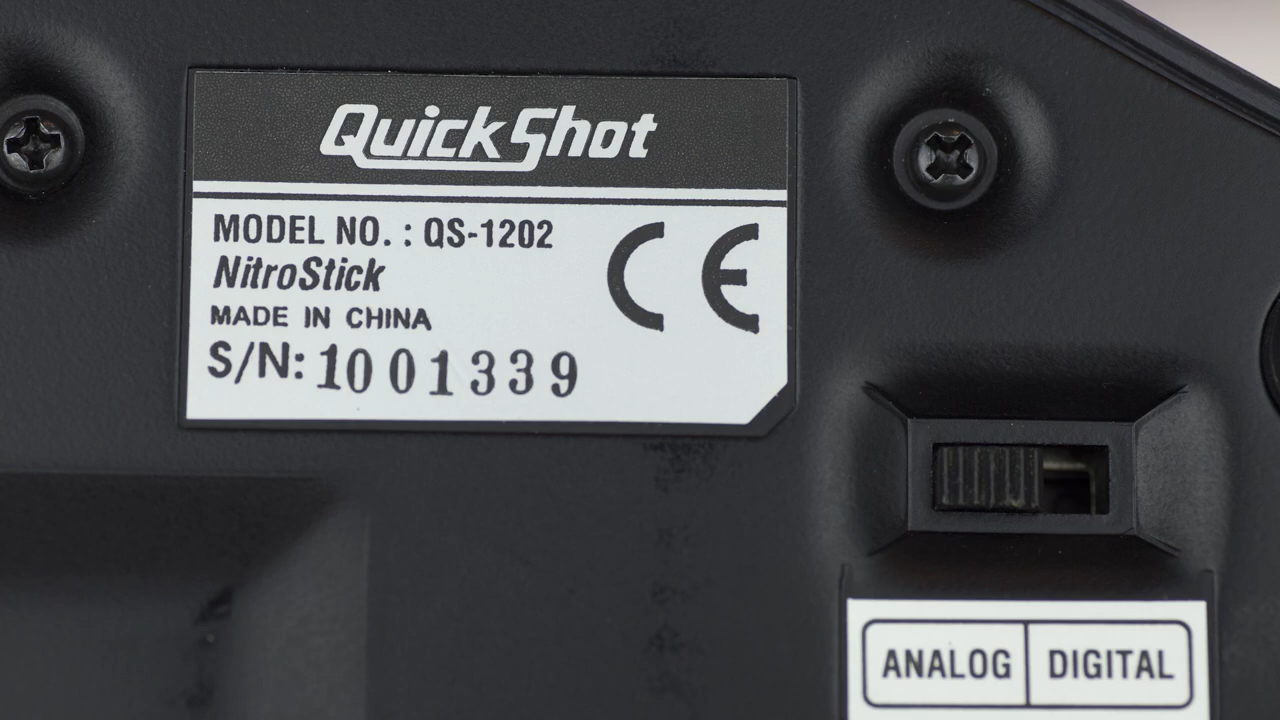 QuickShot
MODEL NO. : QS-1202
NitroStick
MADE IN CHINA
S/N: 1001339
CE
ANALOG DIGITAL